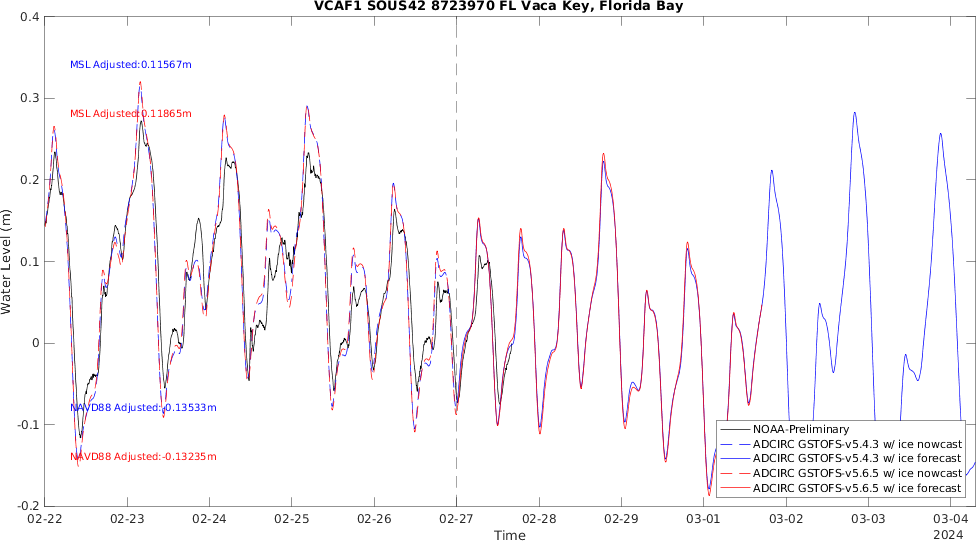 VCAF1 SOUS42 8723970 FL Vaca Key, Florida Bay
Water Level (m)
0.4
0.3
0.2
0.1
0
-0.1
-0.2
MSL Adjusted:0.11567m
MSL Adjusted:0.11865m
NAVD88 Adjusted:-0.13533m
NAVD88 Adjusted:-0.13235m
NOAA-Preliminary
ADCIRC GSTOFS-v5.4.3 w/ ice nowcast
ADCIRC GSTOFS-v5.4.3 w/ ice forecast
ADCIRC GSTOFS-v5.6.5 w/ ice nowcast
ADCIRC GSTOFS-v5.6.5 w/ ice forecast
02-22 02-23 02-24 02-25 02-26 02-27 02-28 02-29 03-01 03-02 03-03 03-04
Time
2024